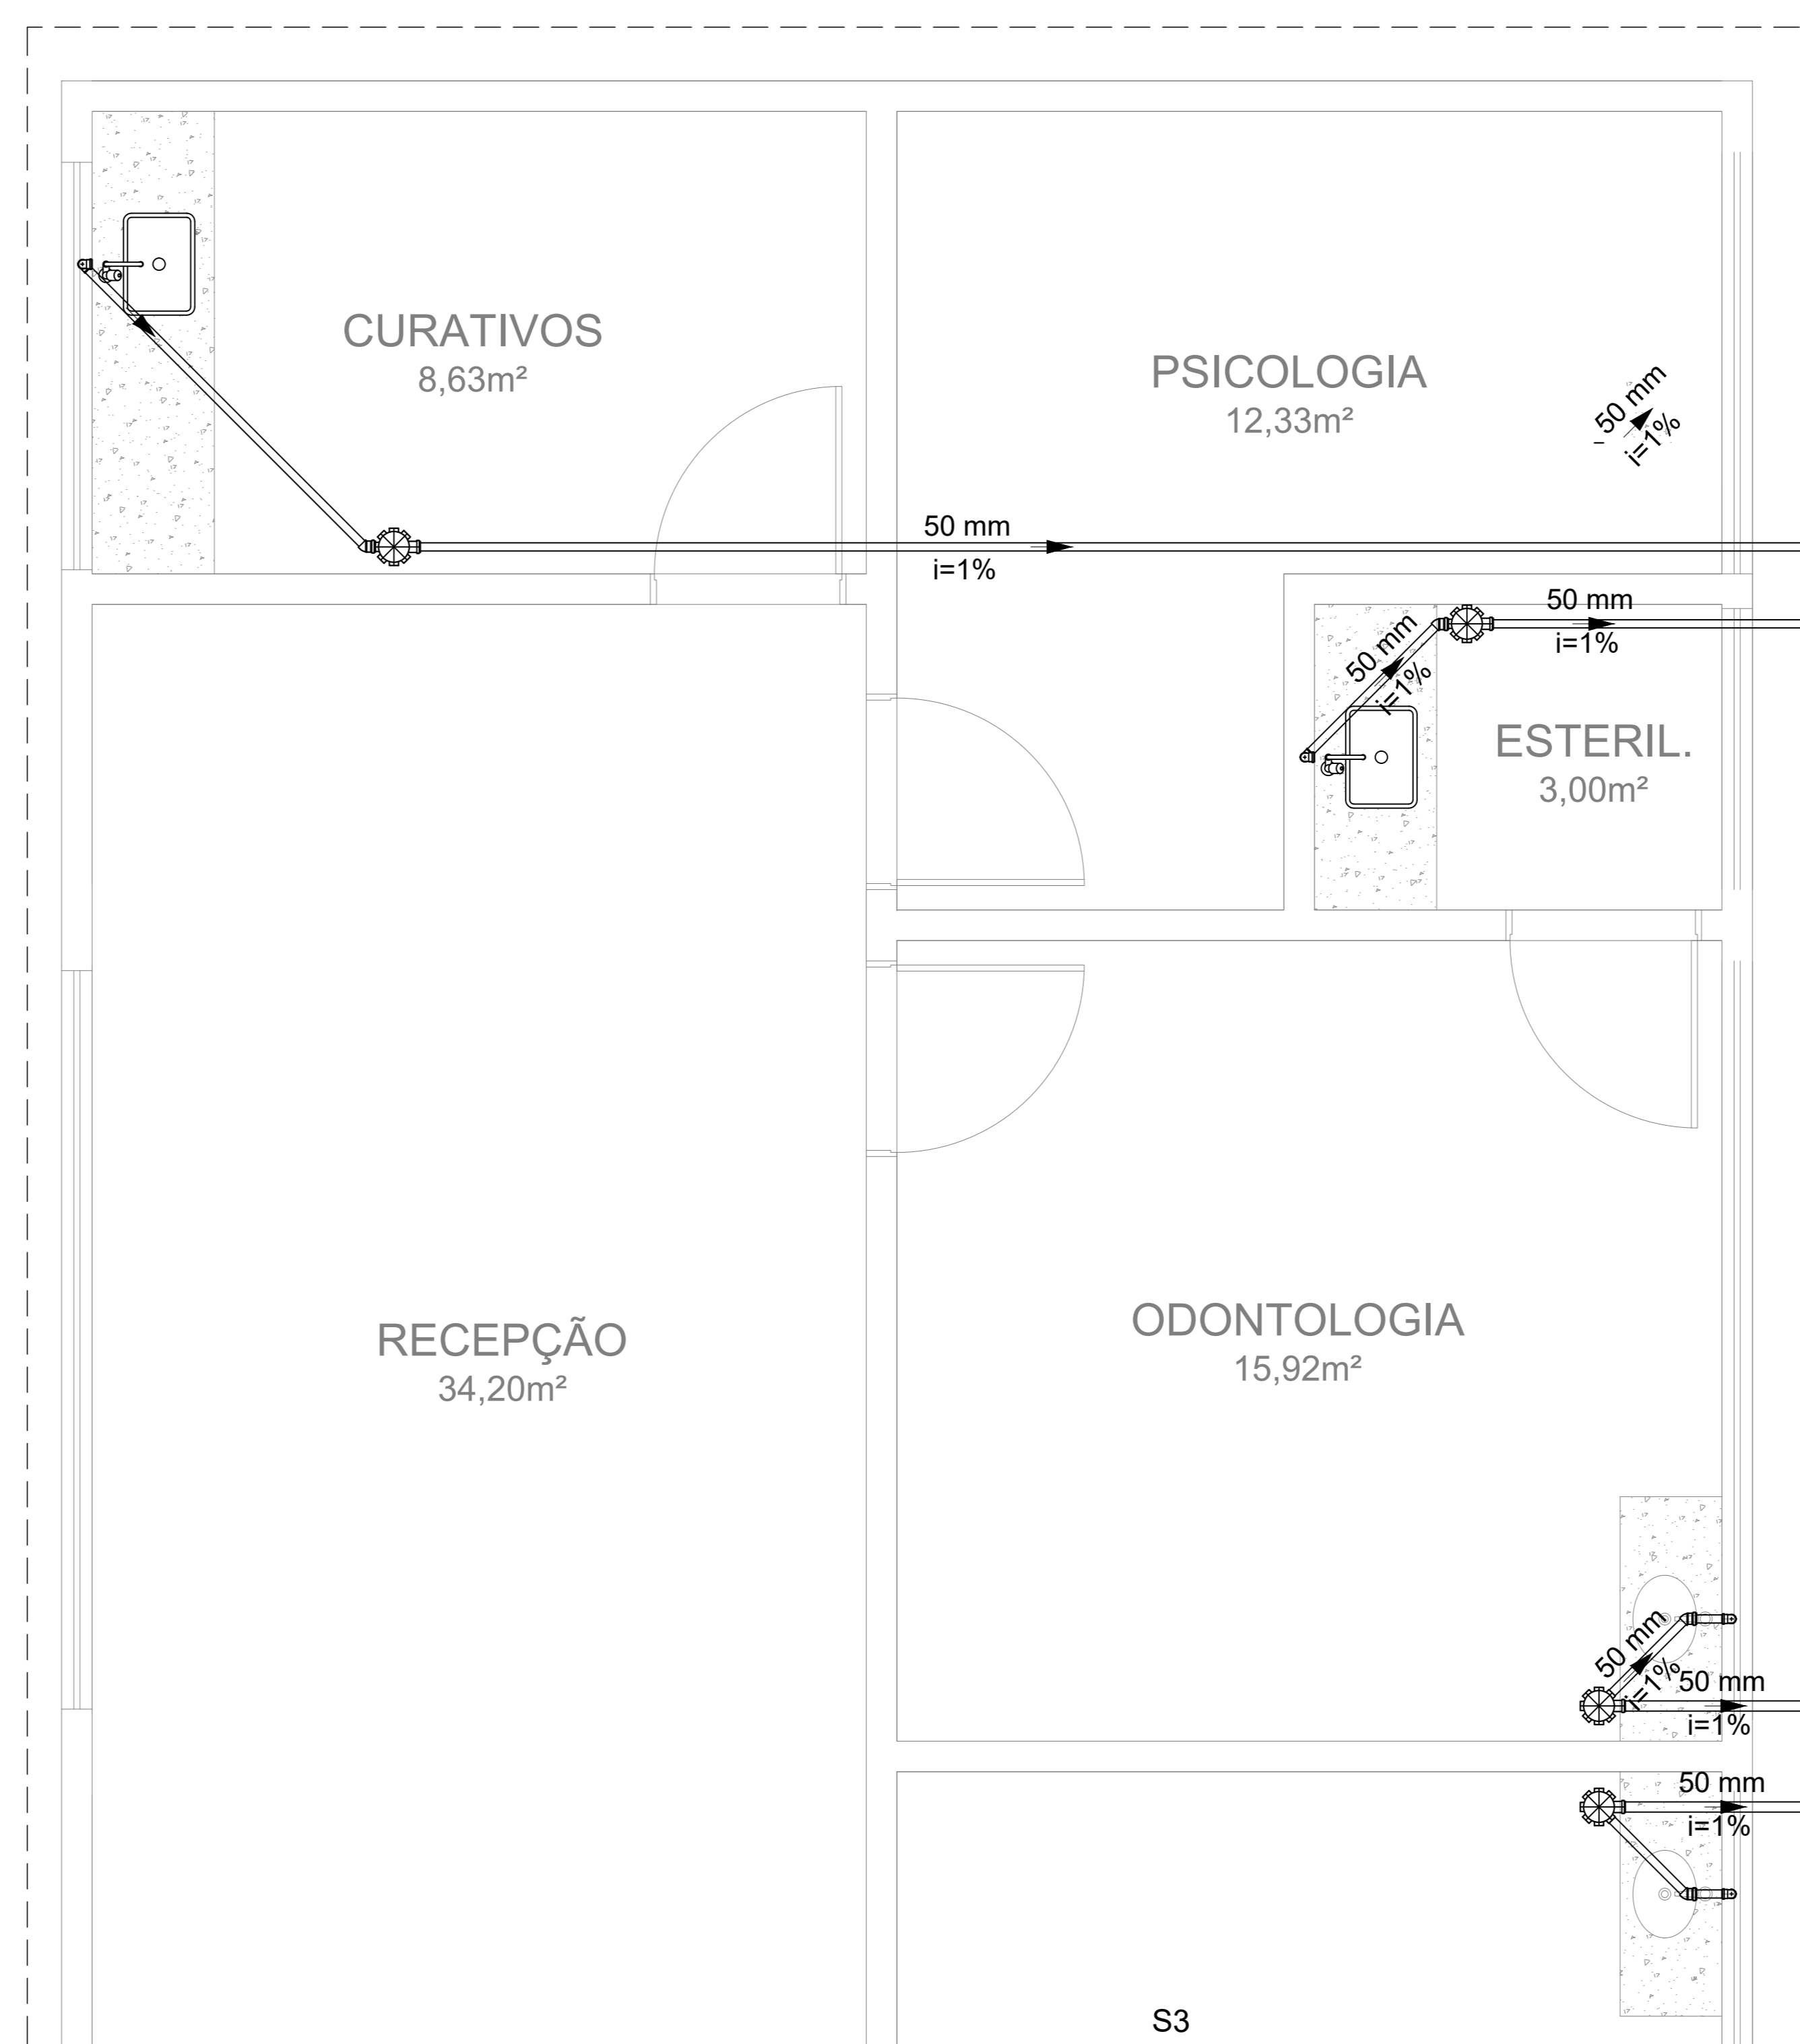 CURATIVOS
8,63m²
PSICOLOGIA
12,33m²
50 mm
i=1%
50 mm
i=1%
50 mm
i=1%
50 mm
i=1%
ESTERIL.
3,00m²
RECEPÇÃO
34,20m²
ODONTOLOGIA
15,92m²
50 mm
i=1%
50 mm
i=1%
50 mm
i=1%
S3